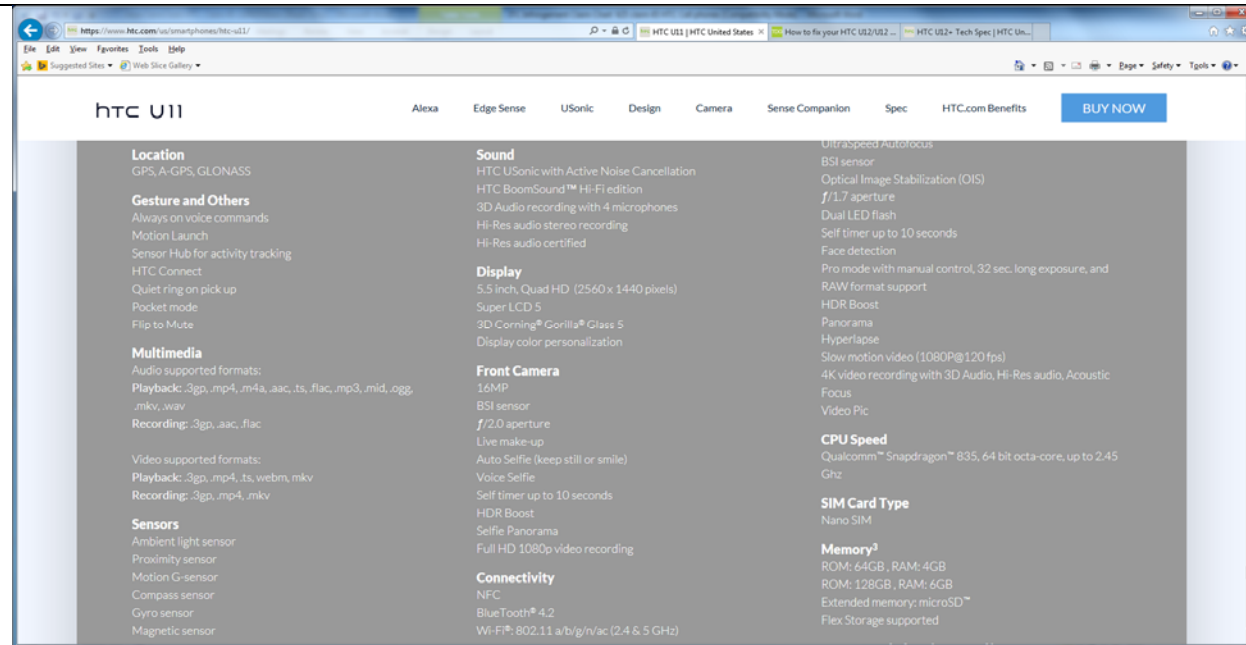 https://www.htc.com/us/smartphones/htc-u11/
HTC U11 | HTC United States
How to fix your HTC U12/U12 ...
HTC U12+ Tech Spec | HTC Un...
File Edit View Favorites Tools Help
Suggested Sites Web Slice Gallery
Page Safety Tools
hTC U11
Alexa
Edge Sense
USonic
Design
Camera
Sense Companion
Spec
HTC.com Benefits
BUY NOW
Location
GPS, A-GPS, GLONASS
Gesture and Others
Always on voice commands
Motion Launch
Sensor Hub for activity tracking
HTC Connect
Quiet ring on pick up
Pocket mode
Flip to Mute
Multimedia
Audio supported formats:
Playback: .3gp, .mp4, .m4a, .aac, .ts, .flac, .mp3, .mid, .ogg,
.mkv, .wav
Recording: .3gp, .aac, .flac
Video supported formats:
Playback: .3gp, .mp4, .ts, webm, mkv
Recording: .3gp, .mp4, .mkv
Sensors
Ambient light sensor
Proximity sensor
Motion G-sensor
Compass sensor
Gyro sensor
Magnetic sensor
Sound
HTC USonic with Active Noise Cancellation
HTC BoomSound™ Hi-Fi edition
3D Audio recording with 4 microphones
Hi-Res audio stereo recording
Hi-Res audio certified
Display
5.5 inch, Quad HD (2560 x 1440 pixels)
Super LCD 5
3D Corning® Gorilla® Glass 5
Display color personalization
Front Camera
16MP
BSI sensor
ƒ/2.0 aperture
Live make-up
Auto Selfie (keep still or smile)
Voice Selfie
Self timer up to 10 seconds
HDR Boost
Selfie Panorama
Full HD 1080p video recording
Connectivity
NFC
BlueTooth® 4.2
Wi-Fi®: 802.11 a/b/g/n/ac (2.4 & 5 GHz)
UltraSpeed Autofocus
BSI sensor
Optical Image Stabilization (OIS)
ƒ/1.7 aperture
Dual LED flash
Self timer up to 10 seconds
Face detection
Pro mode with manual control, 32 sec. long exposure, and
RAW format support
HDR Boost
Panorama
Hyperlapse
Slow motion video (1080P@120 fps)
4K video recording with 3D Audio, Hi-Res audio, Acoustic
Focus
Video Pic
CPU Speed
Qualcomm™ Snapdragon™ 835, 64 bit octa-core, up to 2.45
Ghz
SIM Card Type
Nano SIM
Memory³
ROM: 64GB , RAM: 4GB
ROM: 128GB , RAM: 6GB
Extended memory: microSD™
Flex Storage supported